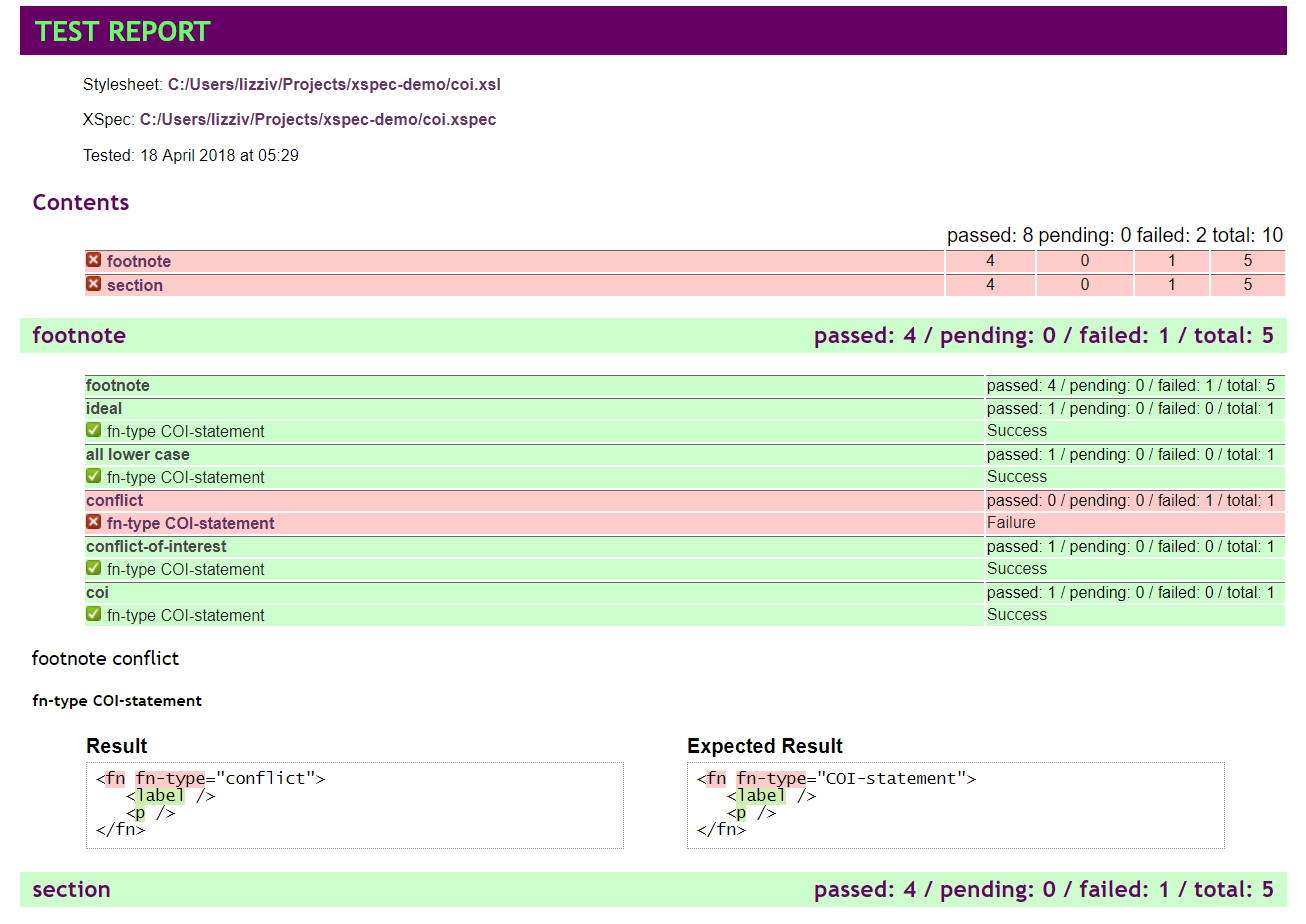 TEST REPORT
Stylesheet: C:/Users/lizziv/Projects/xspec-demo/coi.xsl
XSpec: C:/Users/lizziv/Projects/xspec-demo/coi.xspec
Tested: 18 April 2018 at 05:29
Contents
passed: 8 pending: 0 failed: 2 total: 10
footnote 4 0 1 5
section 4 0 1 5
footnote passed: 4 / pending: 0 / failed: 1 / total: 5
footnote passed: 4 / pending: 0 / failed: 1 / total: 5
ideal passed: 1 / pending: 0 / failed: 0 / total: 1
fn-type COI-statement Success
all lower case passed: 1 / pending: 0 / failed: 0 / total: 1
fn-type COI-statement Success
conflict passed: 0 / pending: 0 / failed: 1 / total: 1
fn-type COI-statement Failure
conflict-of-interest passed: 1 / pending: 0 / failed: 0 / total: 1
fn-type COI-statement Success
coi passed: 1 / pending: 0 / failed: 0 / total: 1
fn-type COI-statement Success
footnote conflict
fn-type COI-statement
Result
<fn fn-type="conflict">
<label />
<p />
</fn>
Expected Result
<fn fn-type="COI-statement">
<label />
<p />
</fn>
section passed: 4 / pending: 0 / failed: 1 / total: 5